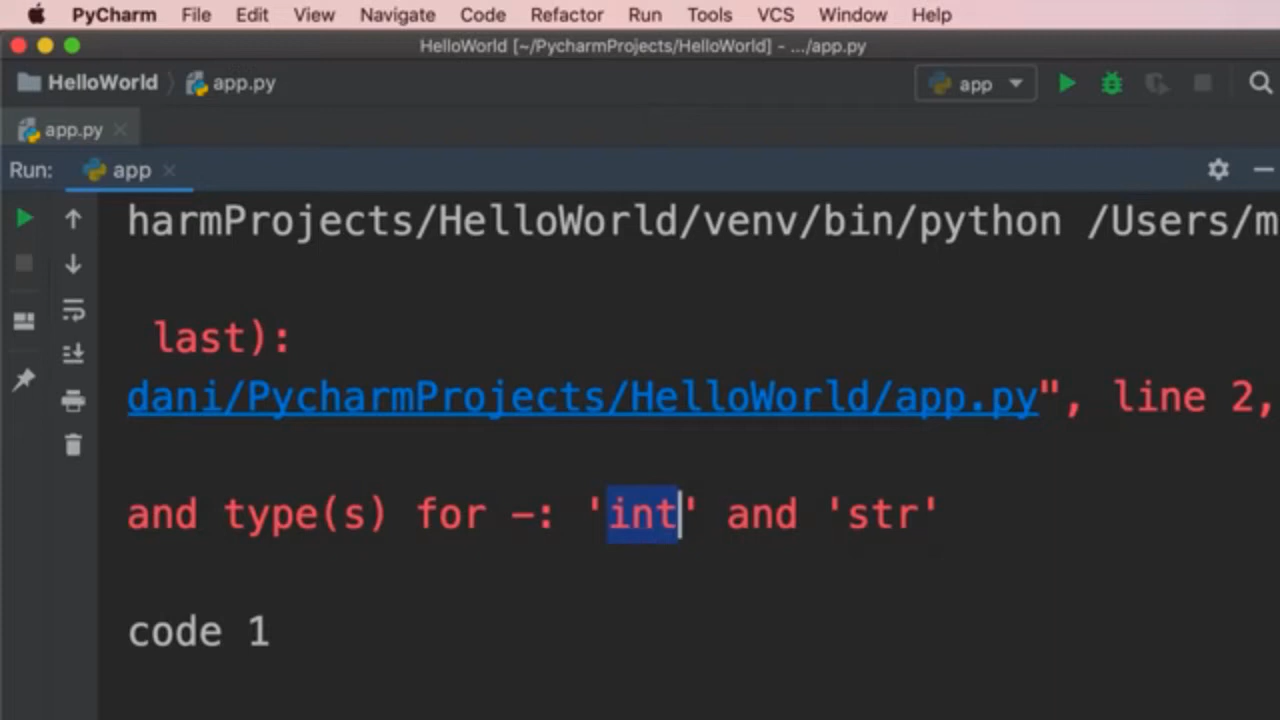 PyCharm File Edit View Navigate Code Refactor Run Tools VCS Window Help
HelloWorld [~/PycharmProjects/HelloWorld] - .../app.py
HelloWorld app.py app
app.py
Run: app
harmProjects/HelloWorld/venv/bin/python /Users/m
last):
dani/PycharmProjects/HelloWorld/app.py", line 2,
and type(s) for -: 'int' and 'str'
code 1